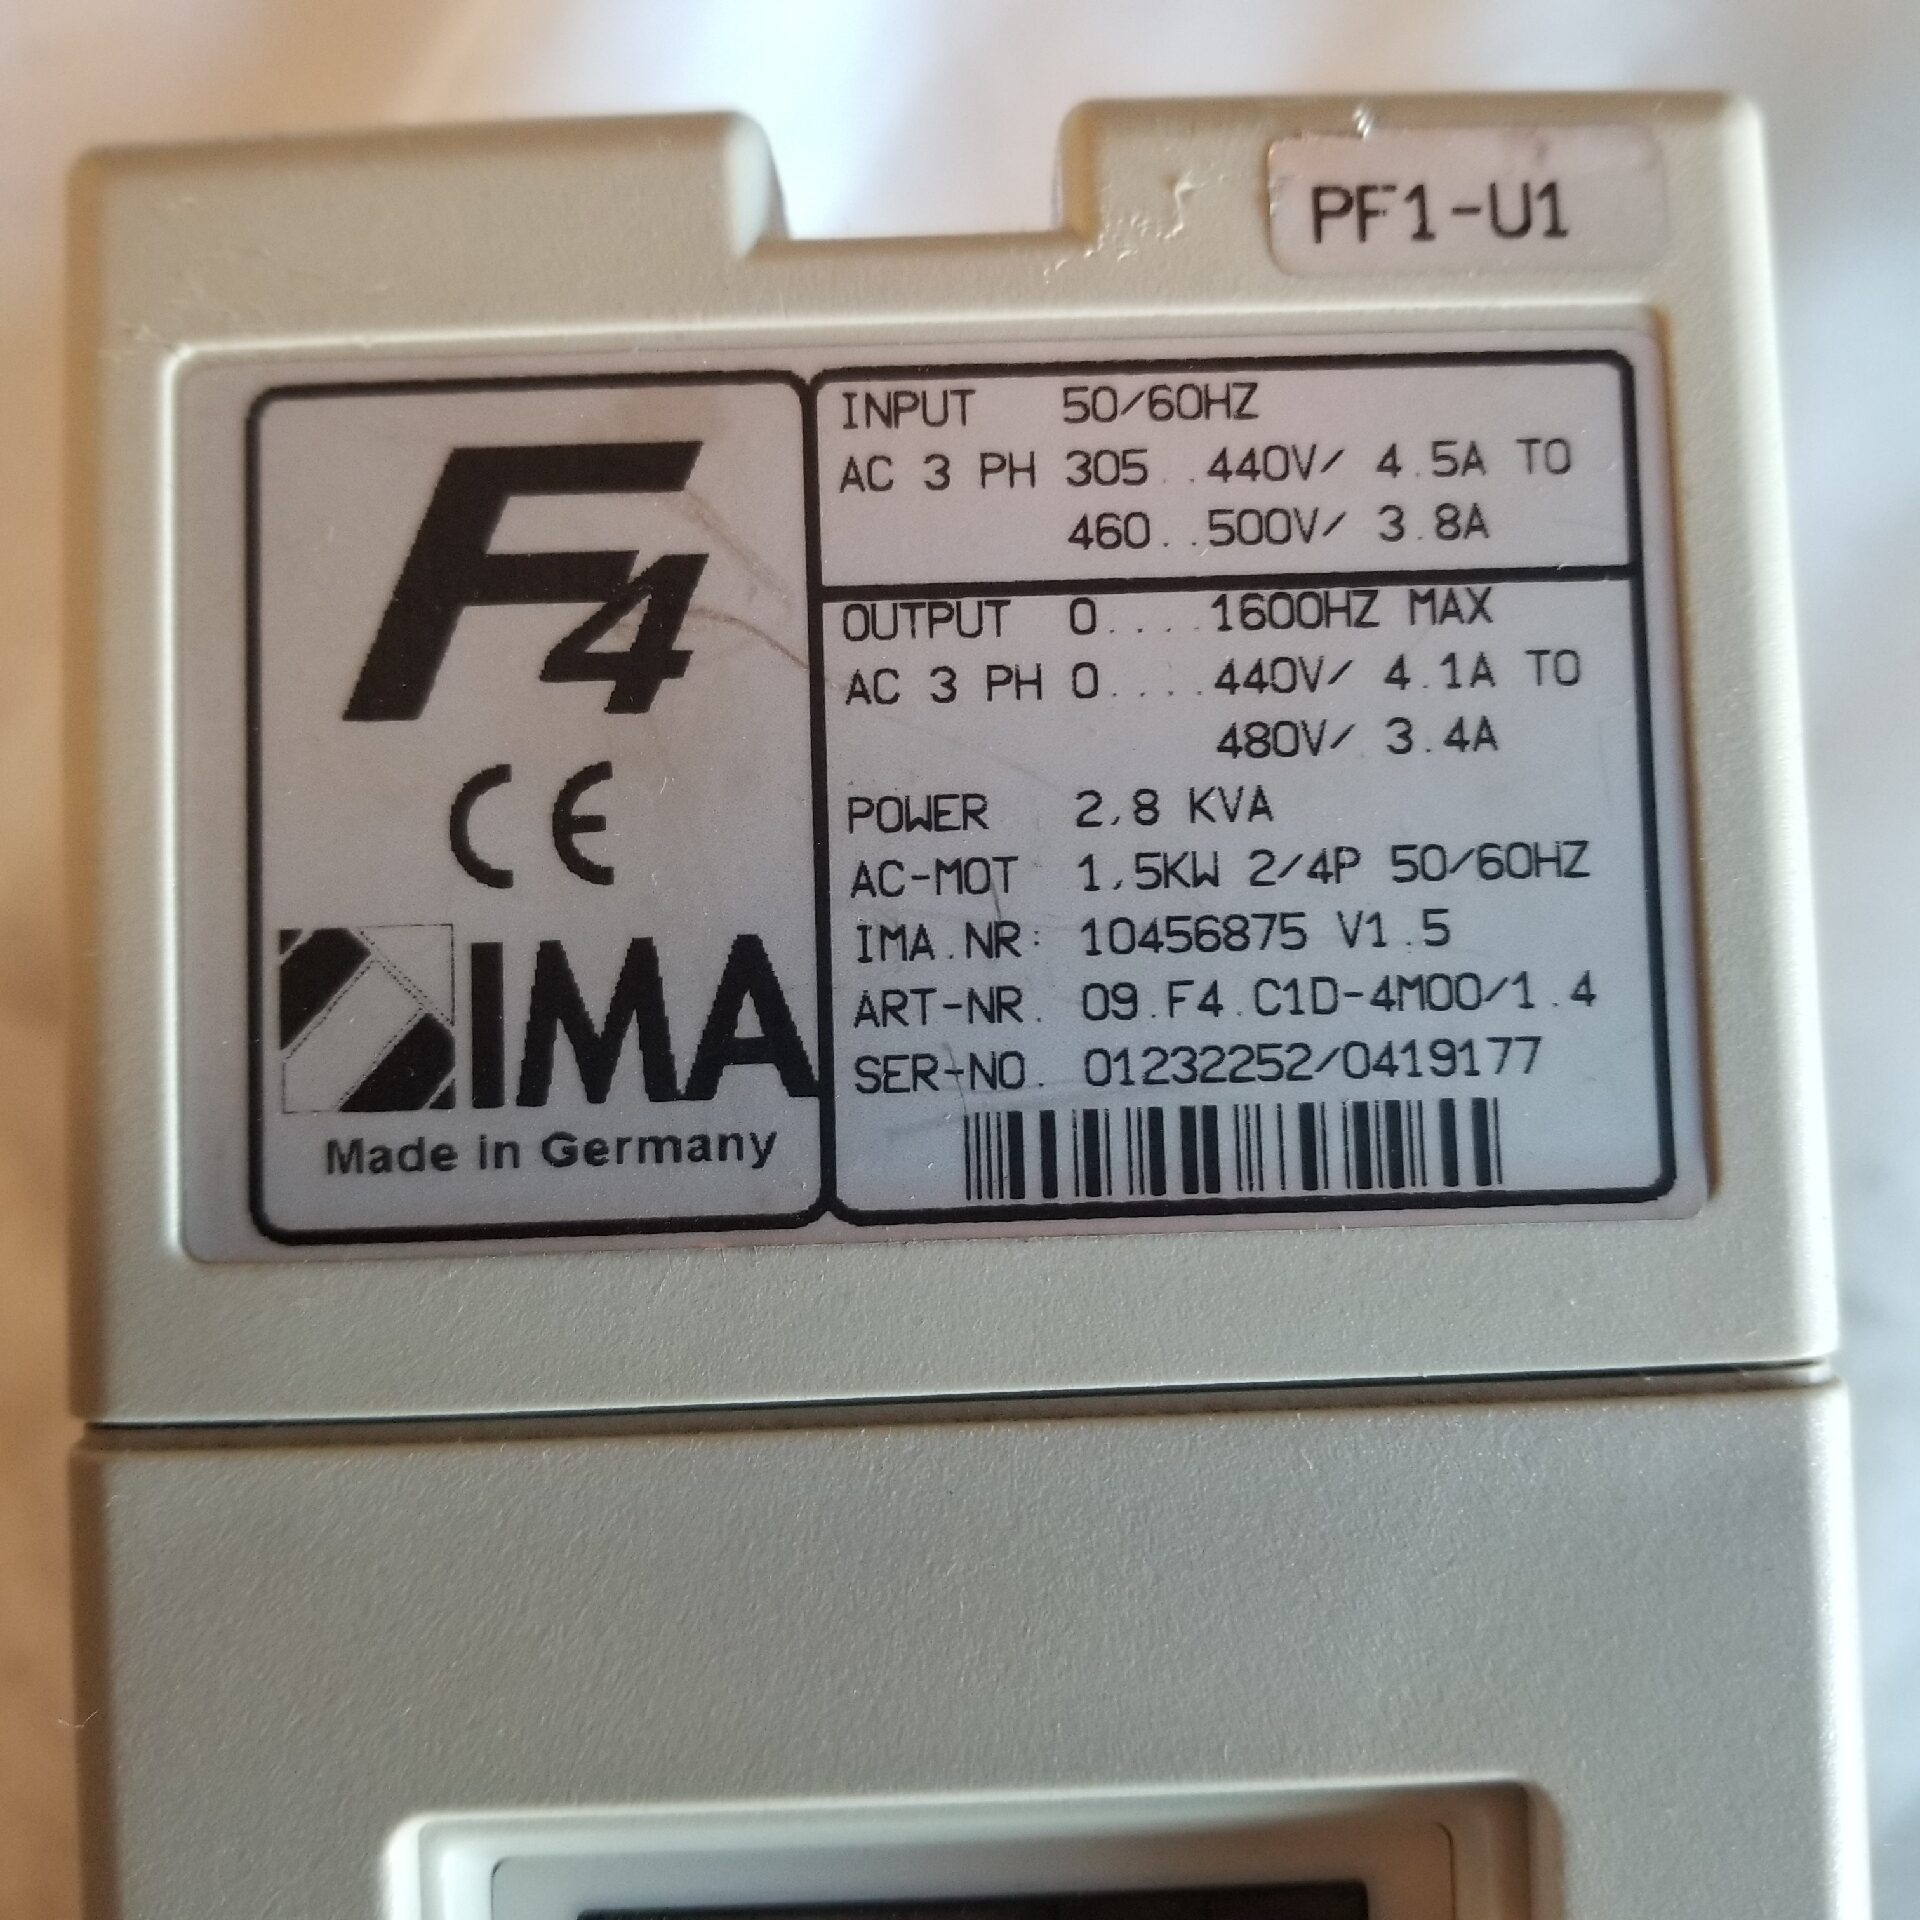 PF1-U1
F4
CE
IMA
Made in Germany
INPUT 50/60HZ
AC 3 PH 305..440V/ 4.5A TO
460..500V/ 3.8A
OUTPUT 0....1600HZ MAX
AC 3 PH 0....440V/ 4.1A TO
480V/ 3.4A
POWER 2,8 KVA
AC-MOT 1,5KW 2/4P 50/60HZ
IMA.NR: 10456875 V1.5
ART-NR. 09.F4.C1D-4M00/1.4
SER-NO. 01232252/0419177